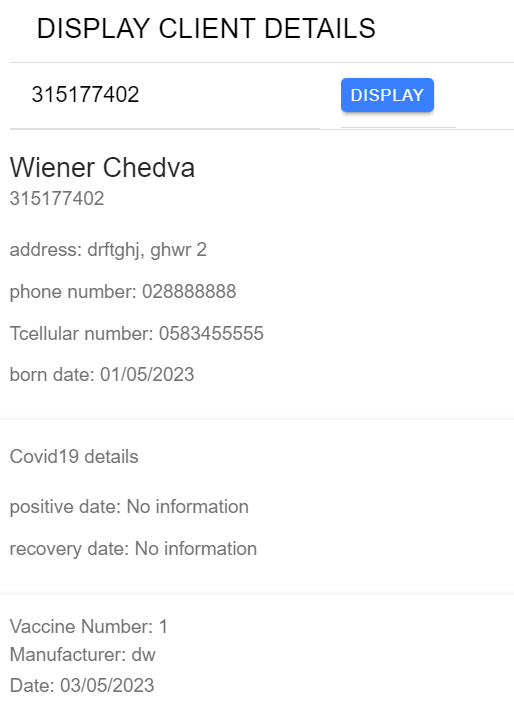 DISPLAY CLIENT DETAILS
315177402 DISPLAY
Wiener Chedva
315177402
address: drftghj, ghwr 2
phone number: 028888888
Tcellular number: 0583455555
born date: 01/05/2023
Covid19 details
positive date: No information
recovery date: No information
Vaccine Number: 1
Manufacturer: dw
Date: 03/05/2023